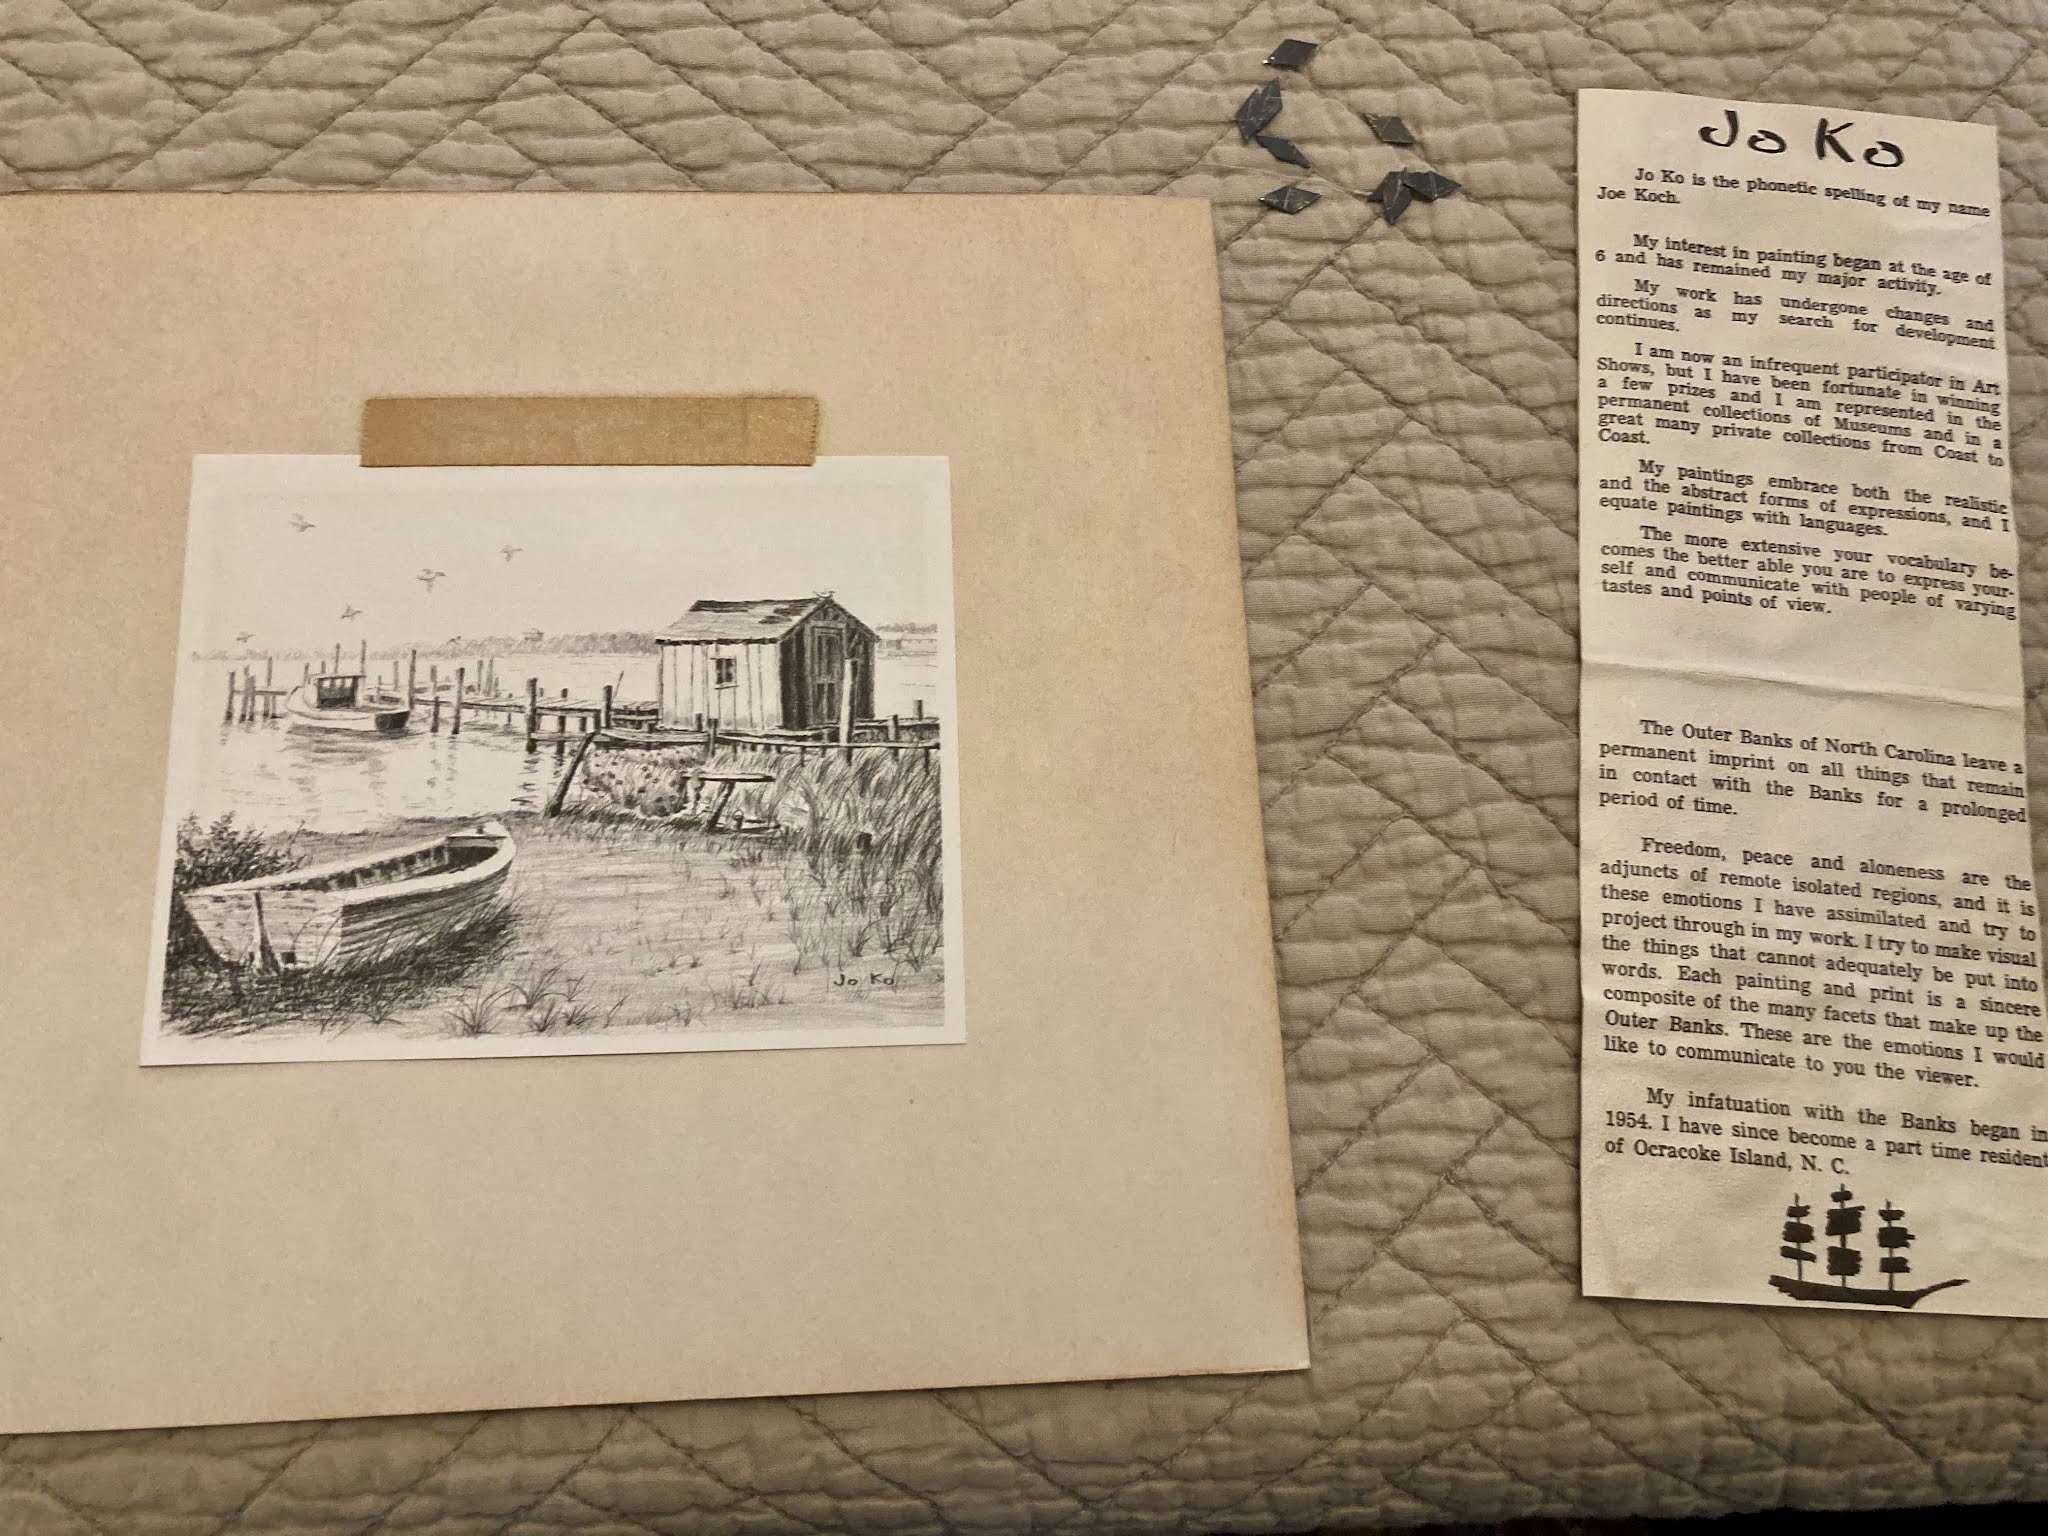 Jo Ko
Jo Ko
Jo Ko is the phonetic spelling of my name
Joe Koch.
My interest in painting began at the age of
6 and has remained my major activity.
My work has undergone changes and
directions as my search for development
continues.
I am now an infrequent participator in Art
Shows, but I have been fortunate in winning
a few prizes and I am represented in the
permanent collections of Museums and in a
great many private collections from Coast to
Coast.
My paintings embrace both the realistic
and the abstract forms of expressions, and I
equate paintings with languages.
The more extensive your vocabulary be-
comes the better able you are to express your-
self and communicate with people of varying
tastes and points of view.
The Outer Banks of North Carolina leave a
permanent imprint on all things that remain
in contact with the Banks for a prolonged
period of time.
Freedom, peace and aloneness are the
adjuncts of remote isolated regions, and it is
these emotions I have assimilated and try to
project through in my work. I try to make visual
the things that cannot adequately be put into
words. Each painting and print is a sincere
composite of the many facets that make up the
Outer Banks. These are the emotions I would
like to communicate to you the viewer.
My infatuation with the Banks began in
1954. I have since become a part time resident
of Ocracoke Island, N. C.